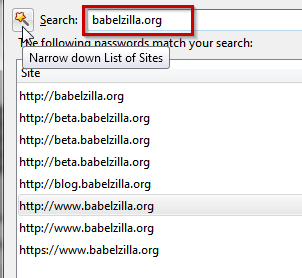 Search: babelzilla.org
The following passwords match your search:
Narrow down List of Sites
Site
http://babelzilla.org
http://beta.babelzilla.org
http://beta.babelzilla.org
http://beta.babelzilla.org
http://blog.babelzilla.org
http://www.babelzilla.org
http://www.babelzilla.org
https://www.babelzilla.org